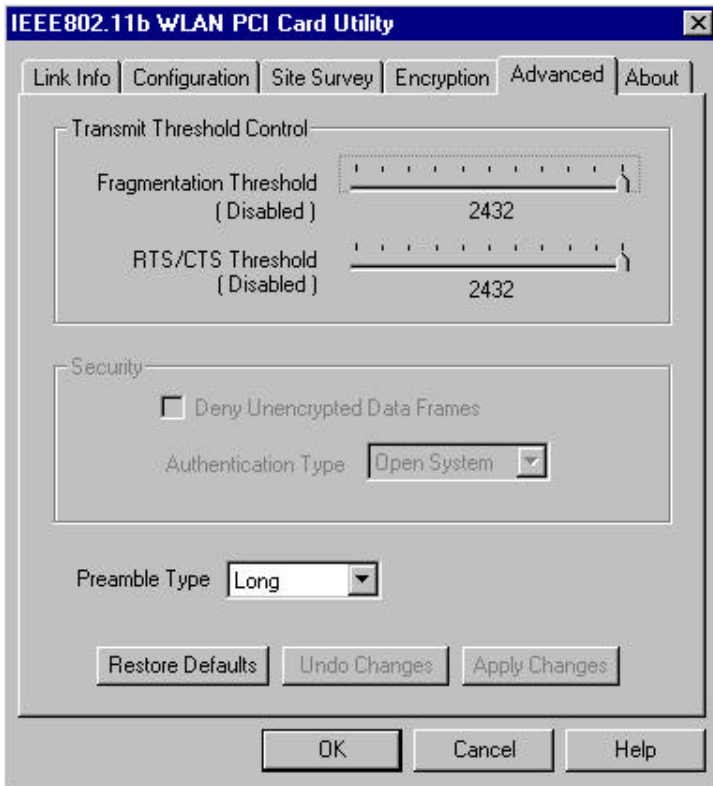 IEEE802.11b WLAN PCI Card Utility
Link Info Configuration Site Survey Encryption Advanced About
Transmit Threshold Control
Fragmentation Threshold
( Disabled )
2432
RTS/CTS Threshold
( Disabled )
2432
Security
Deny Unencrypted Data Frames
Authentication Type Open System
Preamble Type Long
Restore Defaults Undo Changes Apply Changes
OK Cancel Help